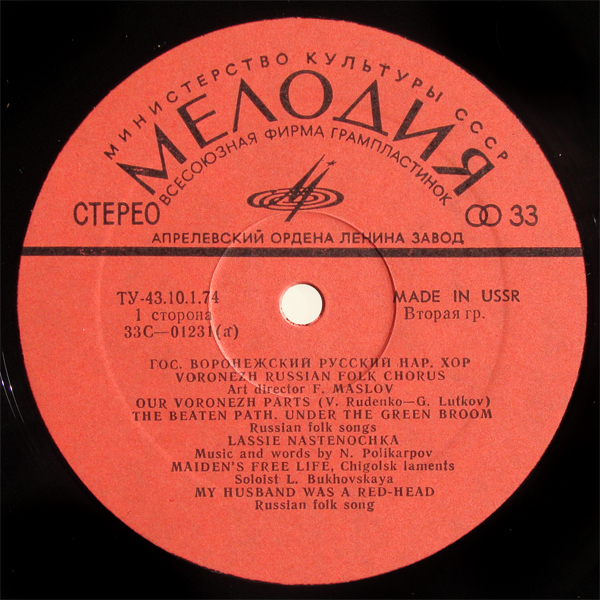 МИНИСТЕРСТВО КУЛЬТУРЫ СССР
МЕЛОДИЯ
ВСЕСОЮЗНАЯ ФИРМА ГРАМПЛАСТИНОК
СТЕРЕО
33
АПРЕЛЕВСКИЙ ОРДЕНА ЛЕНИНА ЗАВОД
ТУ-43.10.1.74
MADE IN USSR
1 сторона
Вторая гр.
33С—01231(д)
ГОС. ВОРОНЕЖСКИЙ РУССКИЙ НАР. ХОР
VORONEZH RUSSIAN FOLK CHORUS
Art director F. MASLOV
OUR VORONEZH PARTS (V. Rudenko—G. Lutkov)
THE BEATEN PATH. UNDER THE GREEN BROOM
Russian folk songs
LASSIE NASTENOCHKA
Music and words by N. Polikarpov
MAIDEN'S FREE LIFE, Chigolsk laments
Soloist L. Bukhovskaya
MY HUSBAND WAS A RED-HEAD
Russian folk song